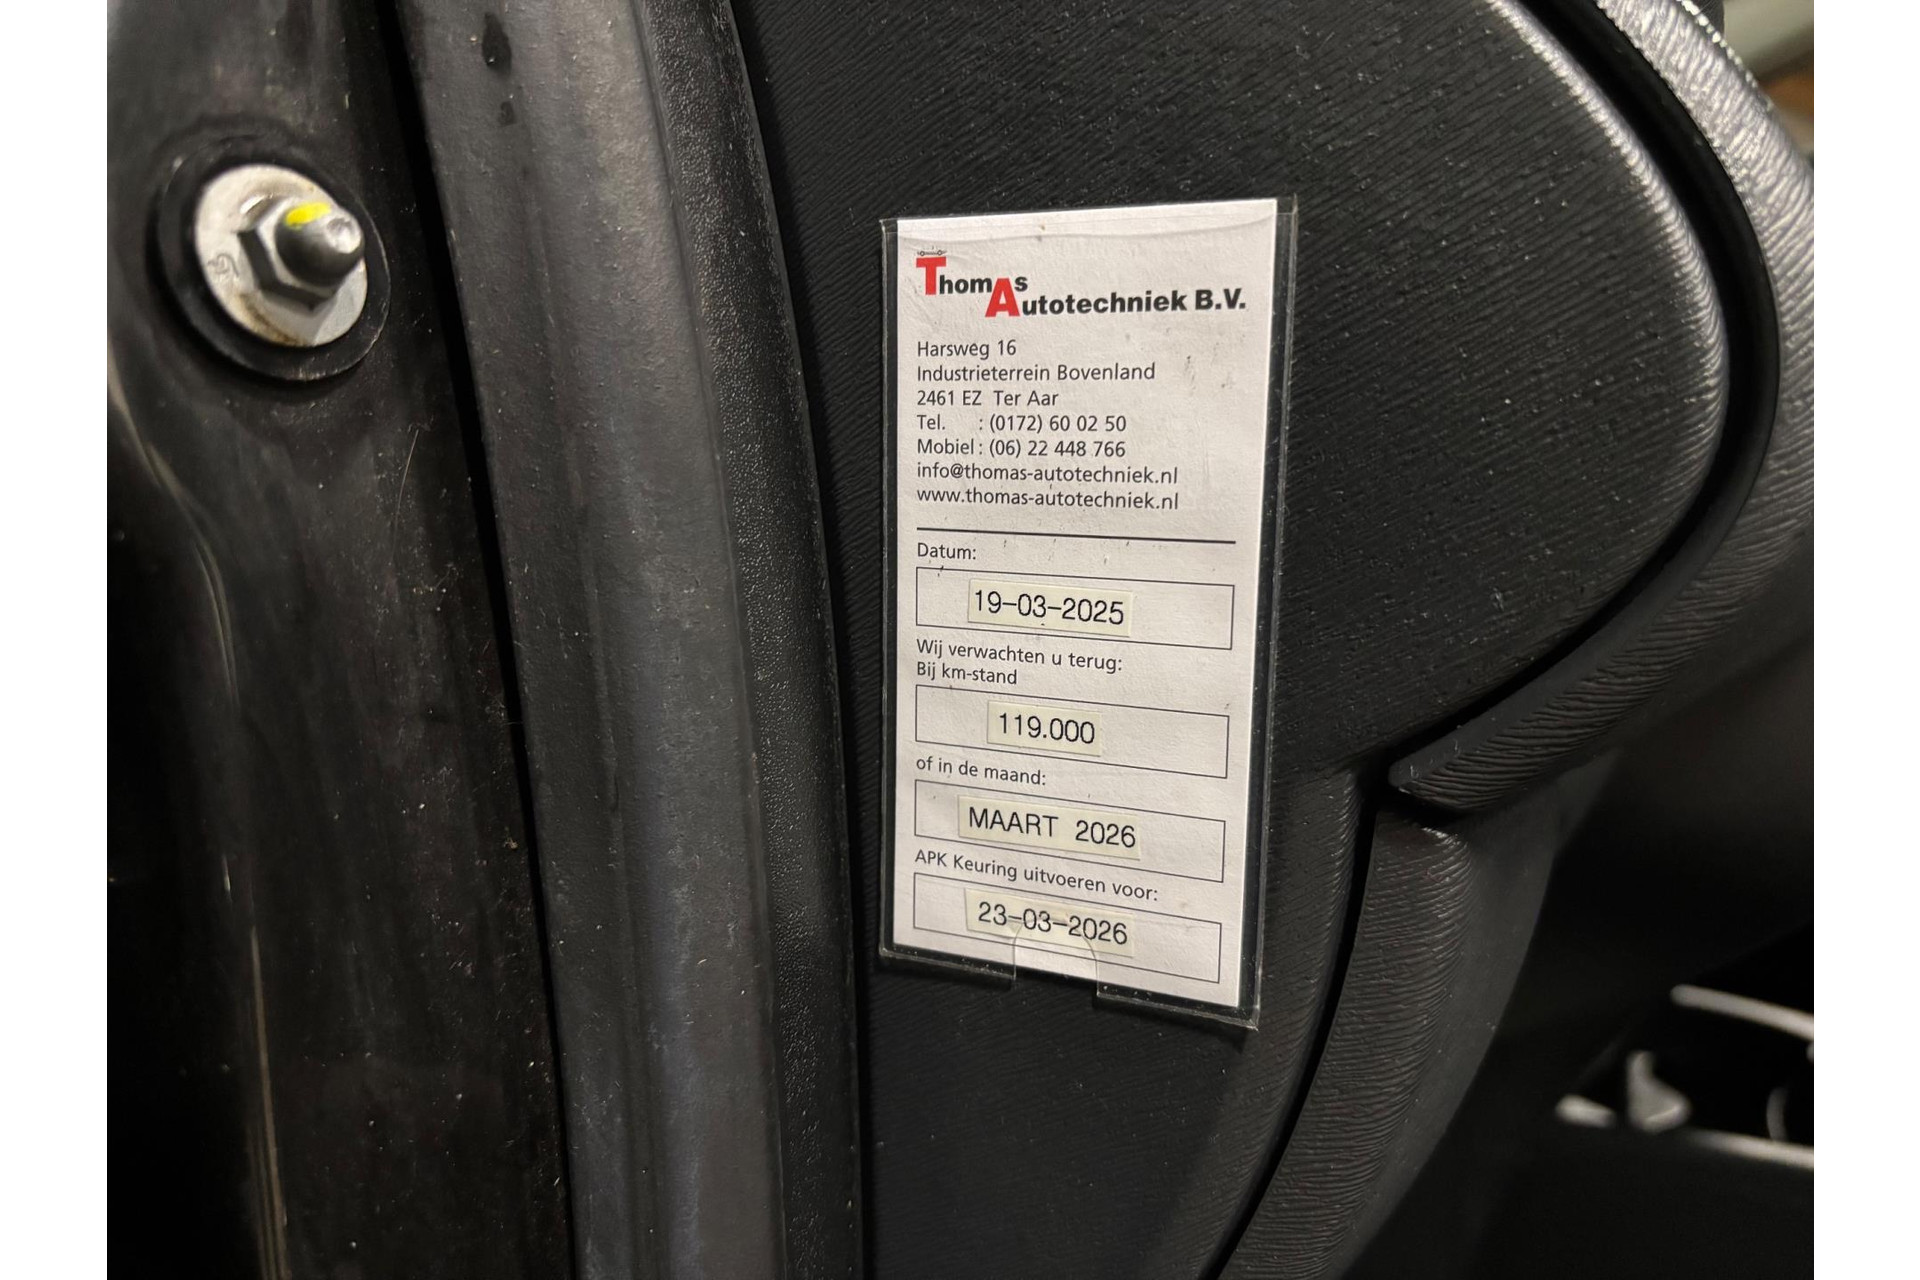 Thomas
Autotechniek B.V.
Harsweg 16
Industrieterrein Bovenland
2461 EZ Ter Aar
Tel. : (0172) 60 02 50
Mobiel : (06) 22 448 766
info@thomas-autotechniek.nl
www.thomas-autotechniek.nl
Datum:
19-03-2025
Wij verwachten u terug:
Bij km-stand
119.000
of in de maand:
MAART 2026
APK Keuring uitvoeren voor:
23-03-2026